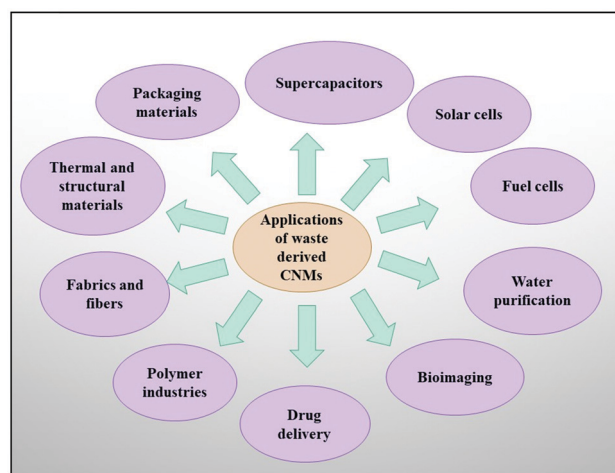 Supercapacitors
Packaging
materials
Solar cells
Thermal and
structural
materials
Fuel cells
Applications
of waste
derived
CNMs
Fabrics and
fibers
Water
purification
Polymer
industries
Bioimaging
Drug
delivery